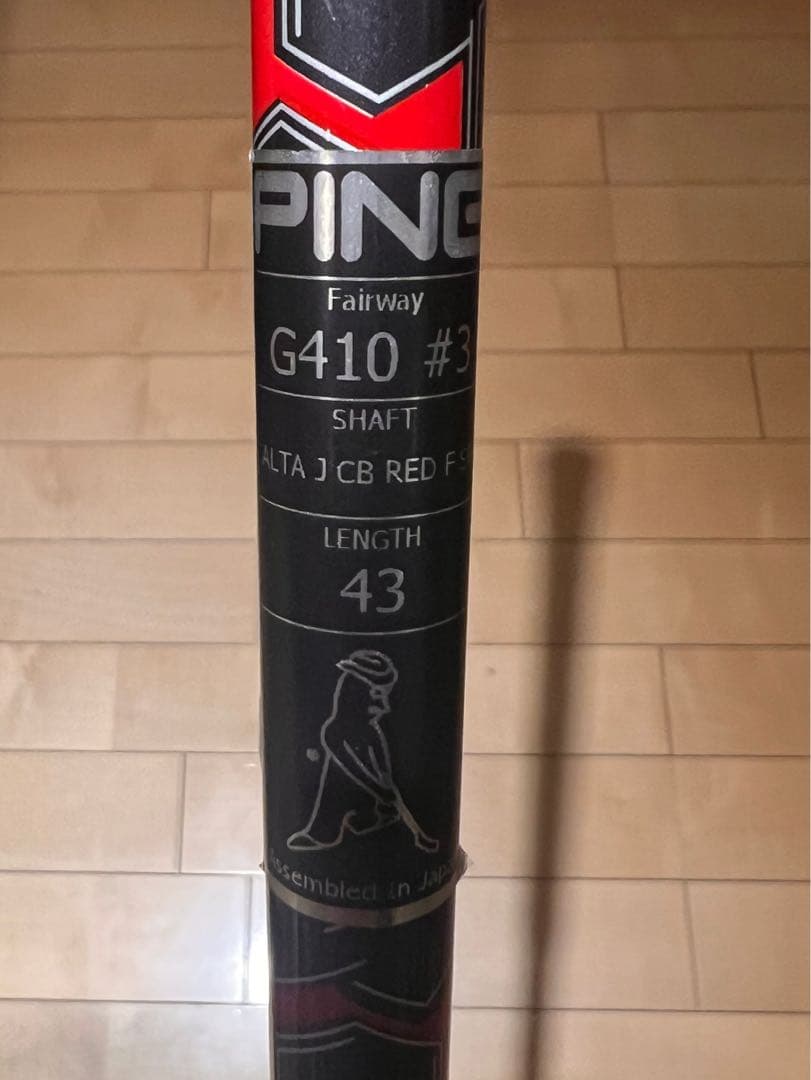 PING
Fairway
G410 #3
SHAFT
ALTA J CB RED F
LENGTH
43
Assembled In Japan